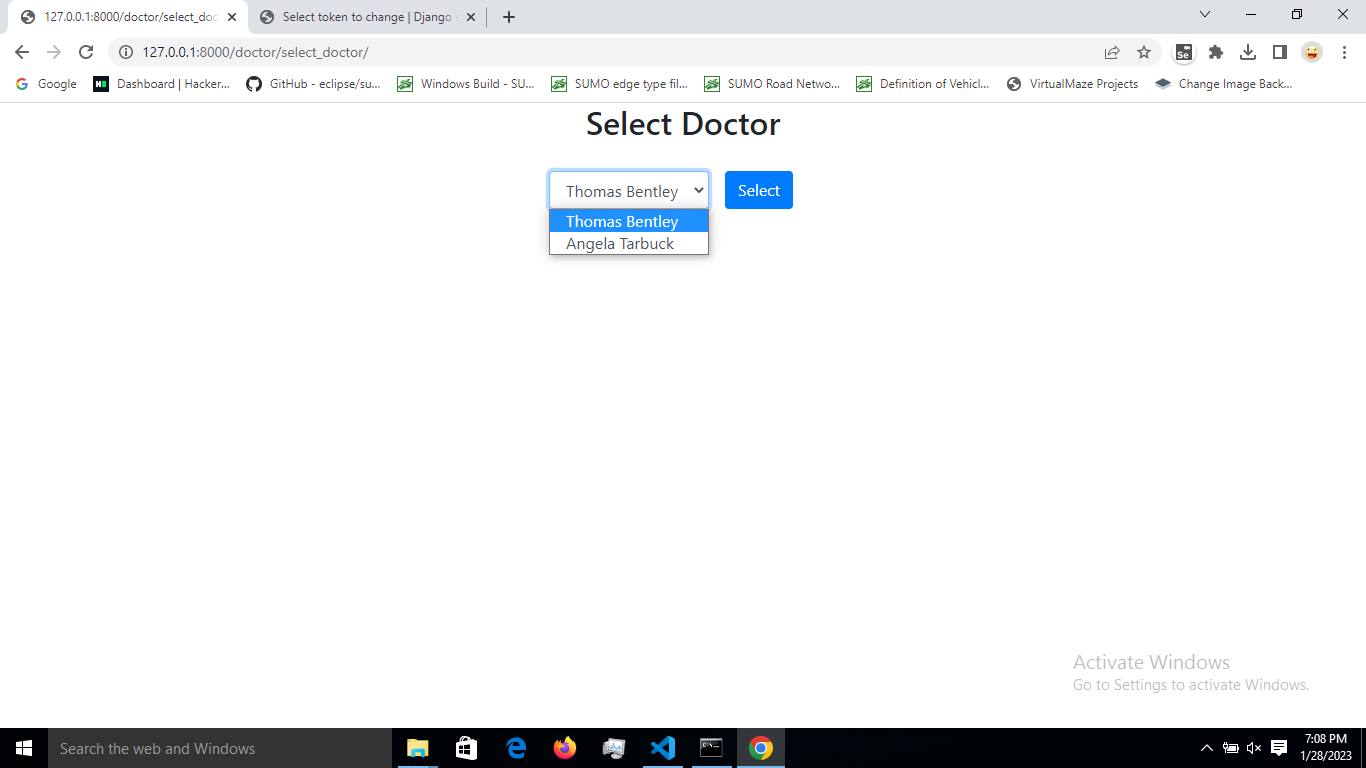 127.0.0.1:8000/doctor/select_doc
Select token to change | Django s
127.0.0.1:8000/doctor/select_doctor/
Se
Google
Dashboard | Hacker...
GitHub - eclipse/su...
Windows Build - SU...
SUMO edge type fil...
SUMO Road Netwo...
Definition of Vehicl...
VirtualMaze Projects
Change Image Back...
Select Doctor
Thomas Bentley
Select
Thomas Bentley
Angela Tarbuck
Activate Windows
Go to Settings to activate Windows.
Search the web and Windows
7:08 PM
1/28/2023